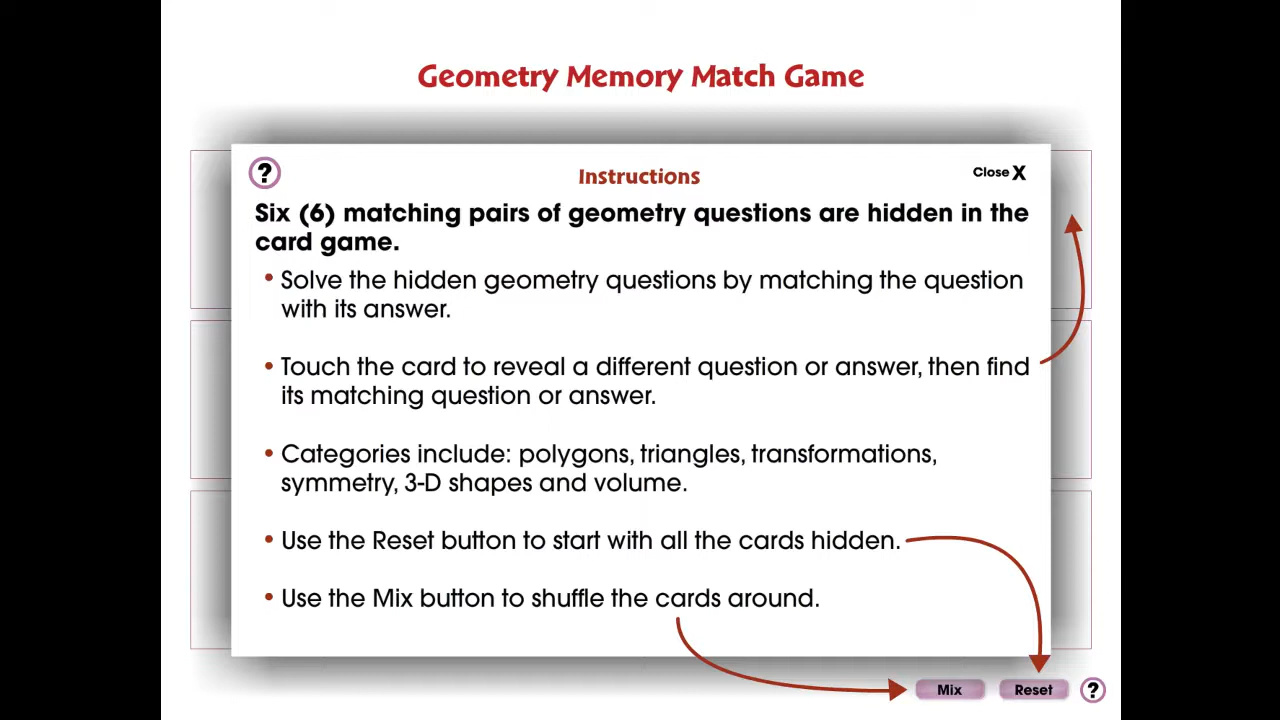 Geometry Memory Match Game
?
Instructions
Close X
Six (6) matching pairs of geometry questions are hidden in the
card game.
• Solve the hidden geometry questions by matching the question
with its answer.
• Touch the card to reveal a different question or answer, then find
its matching question or answer.
• Categories include: polygons, triangles, transformations,
symmetry, 3-D shapes and volume.
• Use the Reset button to start with all the cards hidden.
• Use the Mix button to shuffle the cards around.
Mix
Reset
?